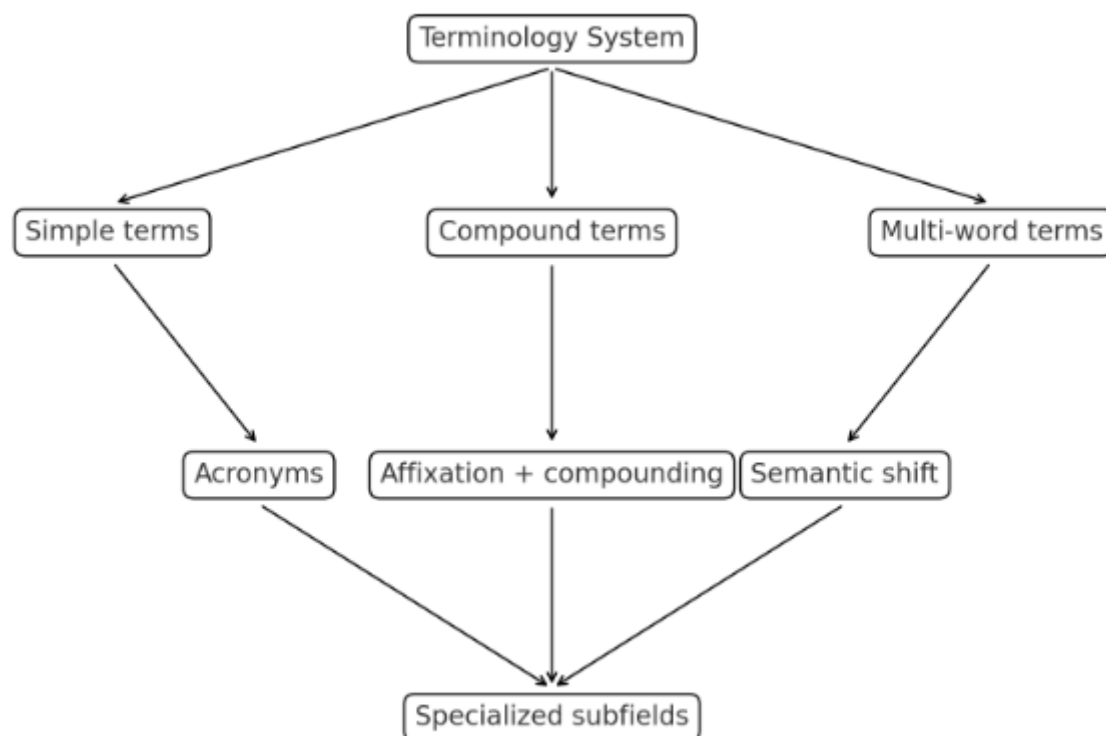 Terminology System
Simple terms
Compound terms
Multi-word terms
Acronyms
Affixation + compounding
Semantic shift
Specialized subfields